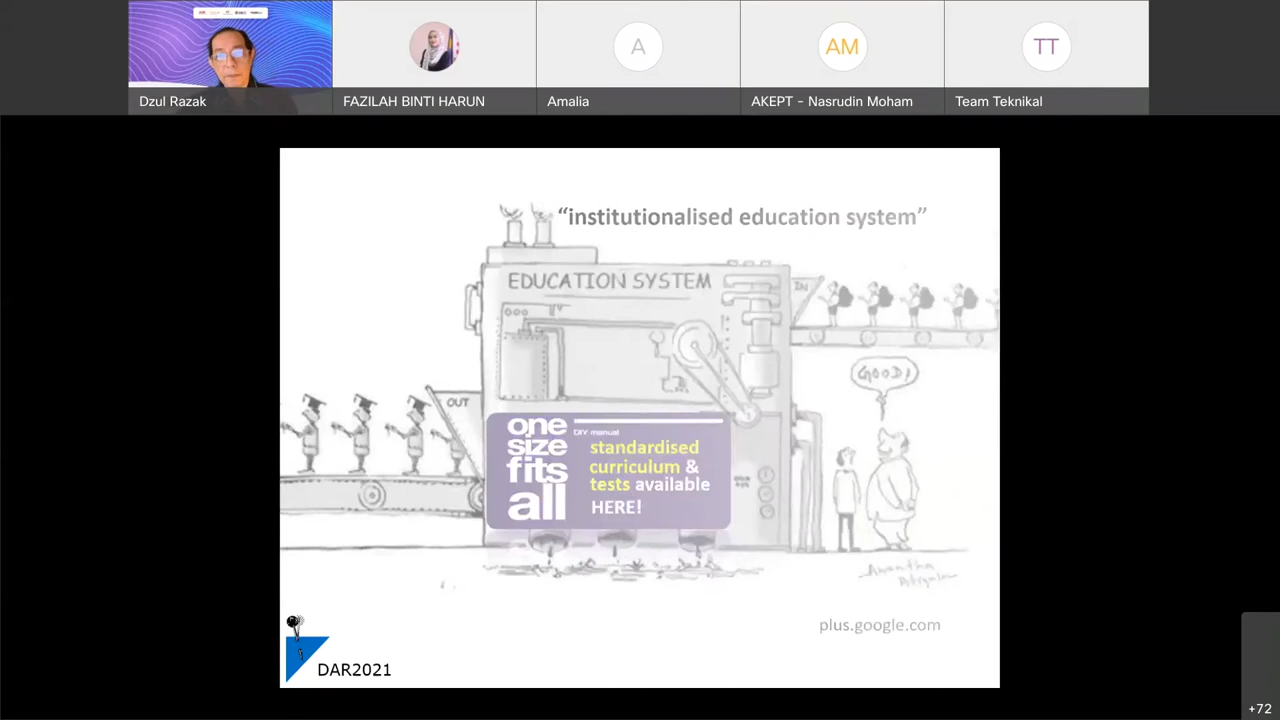 A
AM
TT
Dzul Razak
FAZILAH BINTI HARUN
Amalia
AKEPT - Nasrudin Moham
Team Teknikal
“institutionalised education system”
EDUCATION SYSTEM
IN
GOOD!
OUT
one
size
fits
all
DIY manual
standardised
curriculum &
tests available
HERE!
plus.google.com
DAR2021
+72